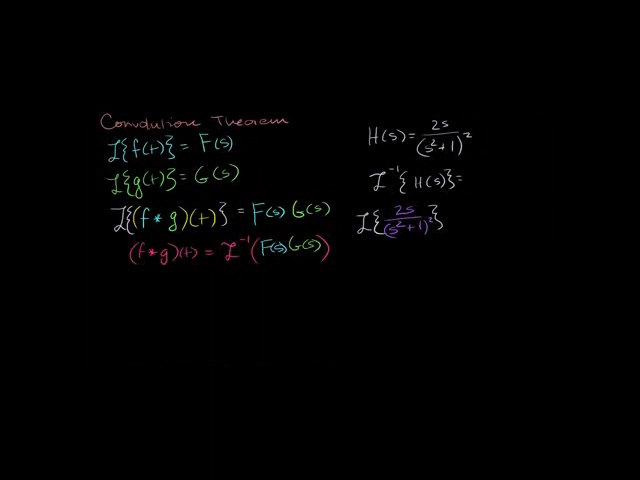 Convolution Theorem
ℒ{f(t)} = F(s)
ℒ{g(t)} = G(s)
ℒ{(f * g)(t)} = F(s) G(s)
(f * g)(t) = ℒ⁻¹(F(s) G(s))
H(s) = 2s/(s²+1)²
ℒ⁻¹{H(s)} =
ℒ{2s/(s²+1)²}